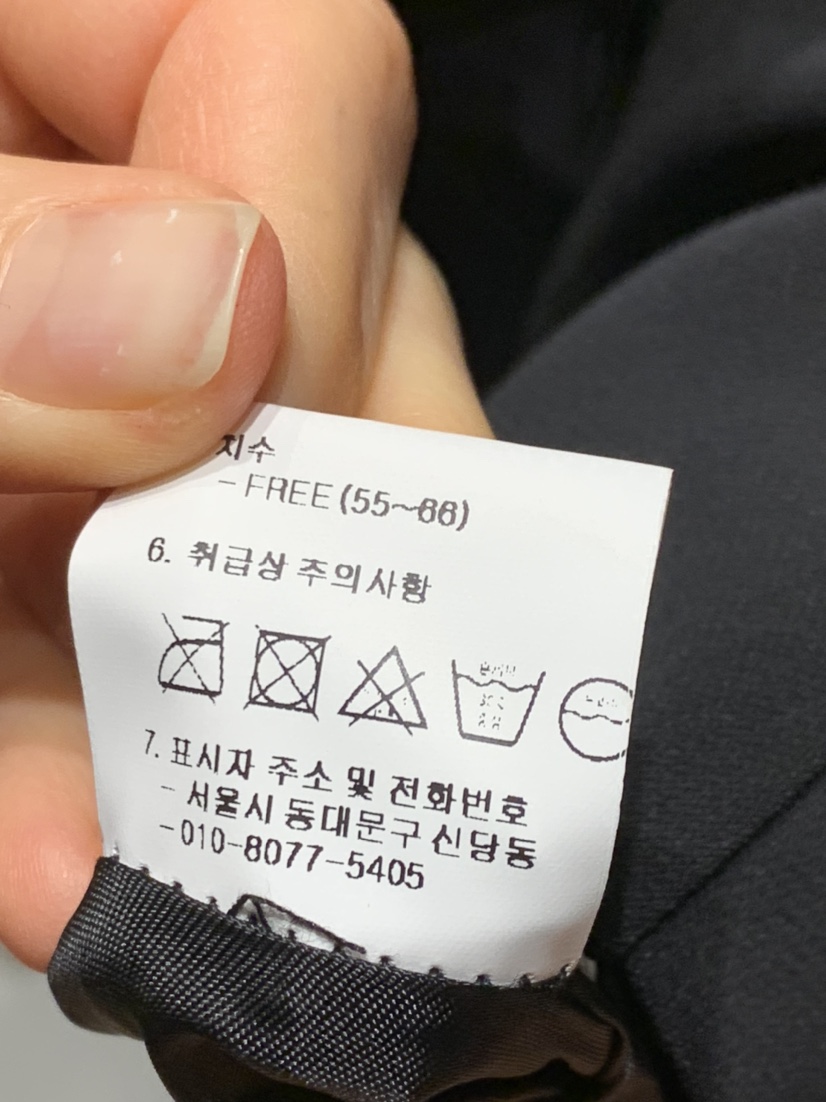 치수
- FREE (55~66)
6. 취급상 주의사항
7. 표시자 주소 및 전화번호
- 서울시 동대문구 신당동
-010-8077-5405